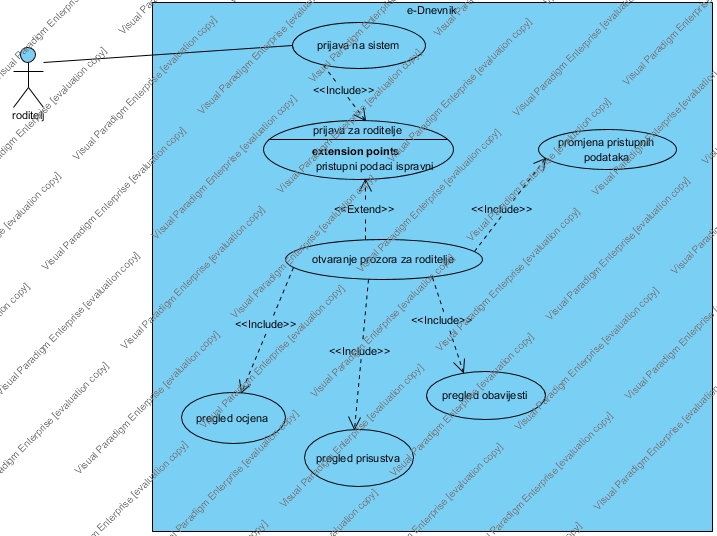 e-Dnevnik
prijava na sistem
roditelj
<<Include>>
prijava za roditelje
extension points
pristupni podaci ispravni
promjena pristupnih
podataka
<<Extend>>
<<Include>>
otvaranje prozora za roditelje
<<Include>>
<<Include>>
<<Include>>
pregled ocjena
pregled obavijesti
pregled prisustva
Visual Paradigm Enterprise [evaluation copy]